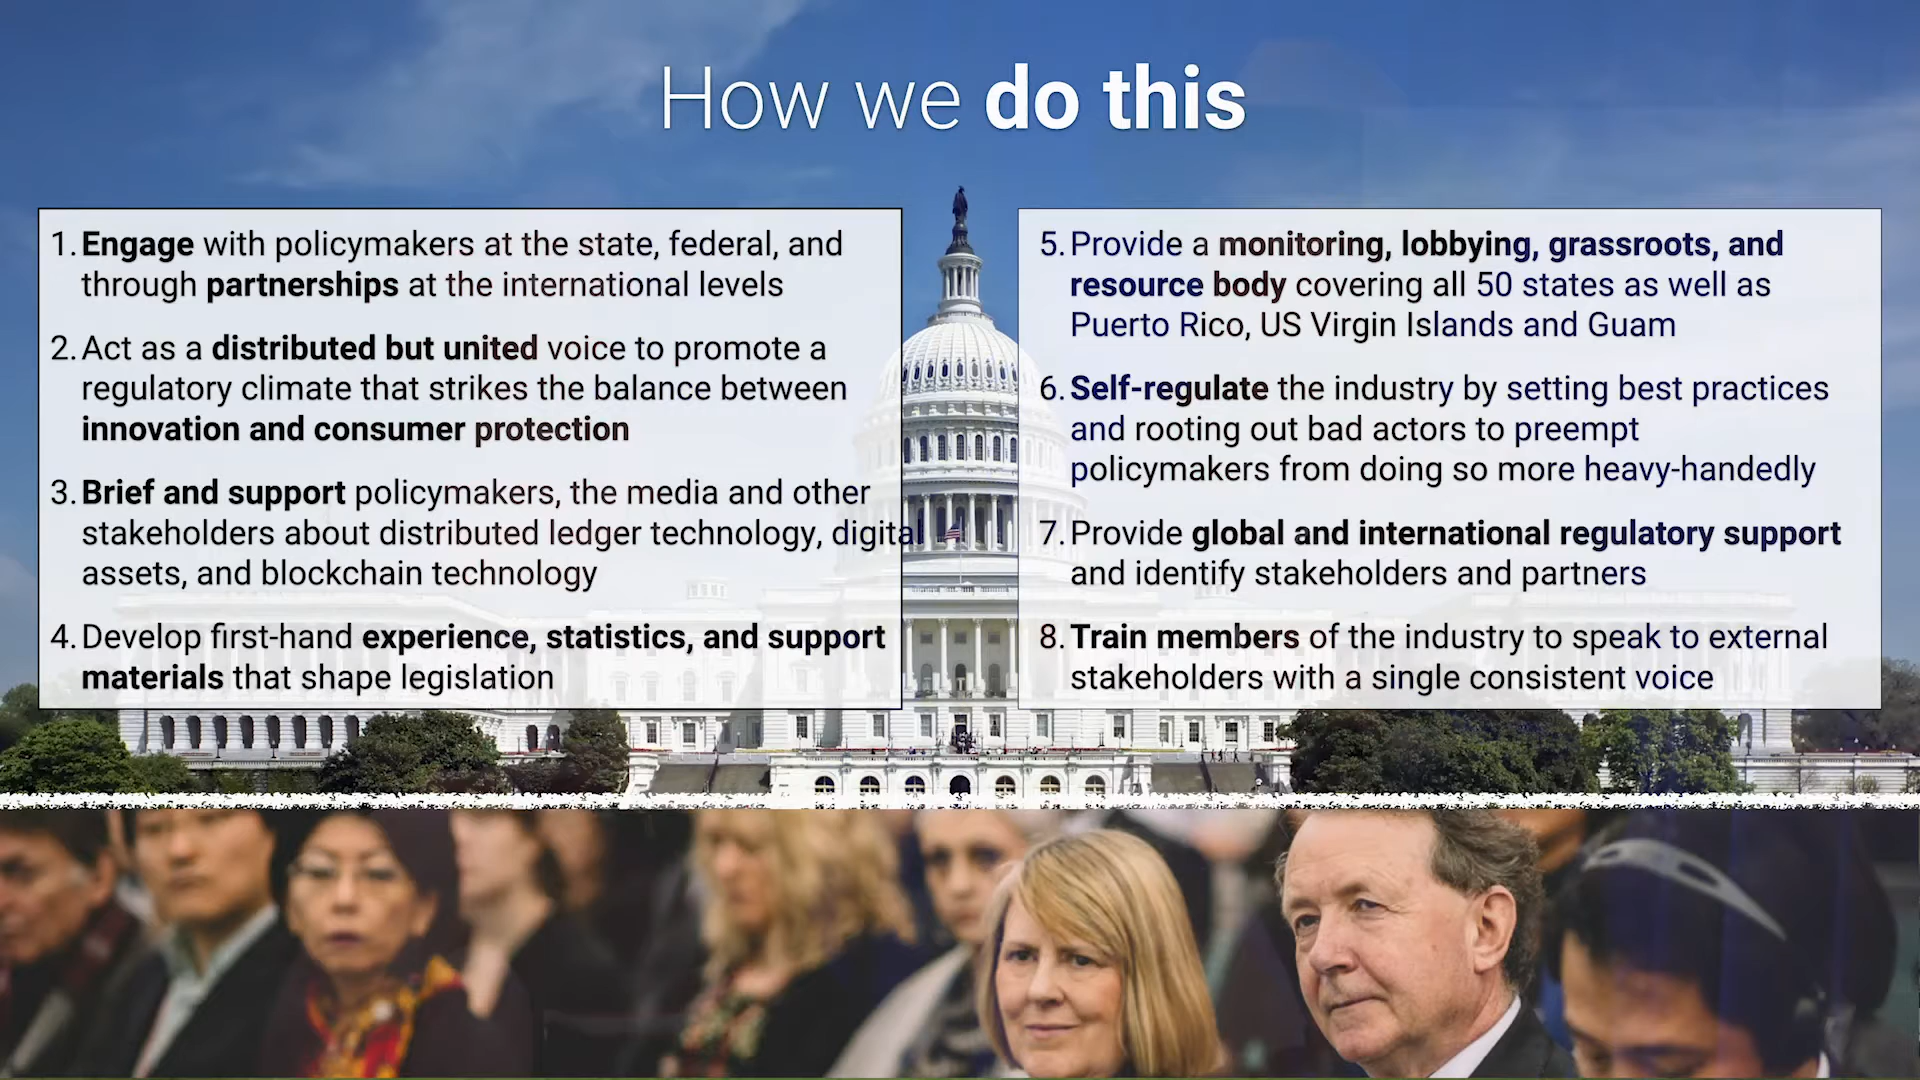 How we do this
1. Engage with policymakers at the state, federal, and
through partnerships at the international levels
2. Act as a distributed but united voice to promote a
regulatory climate that strikes the balance between
innovation and consumer protection
3. Brief and support policymakers, the media and other
stakeholders about distributed ledger technology, digital
assets, and blockchain technology
4. Develop first-hand experience, statistics, and support
materials that shape legislation
5. Provide a monitoring, lobbying, grassroots, and
resource body covering all 50 states as well as
Puerto Rico, US Virgin Islands and Guam
6. Self-regulate the industry by setting best practices
and rooting out bad actors to preempt
policymakers from doing so more heavy-handedly
7. Provide global and international regulatory support
and identify stakeholders and partners
8. Train members of the industry to speak to external
stakeholders with a single consistent voice